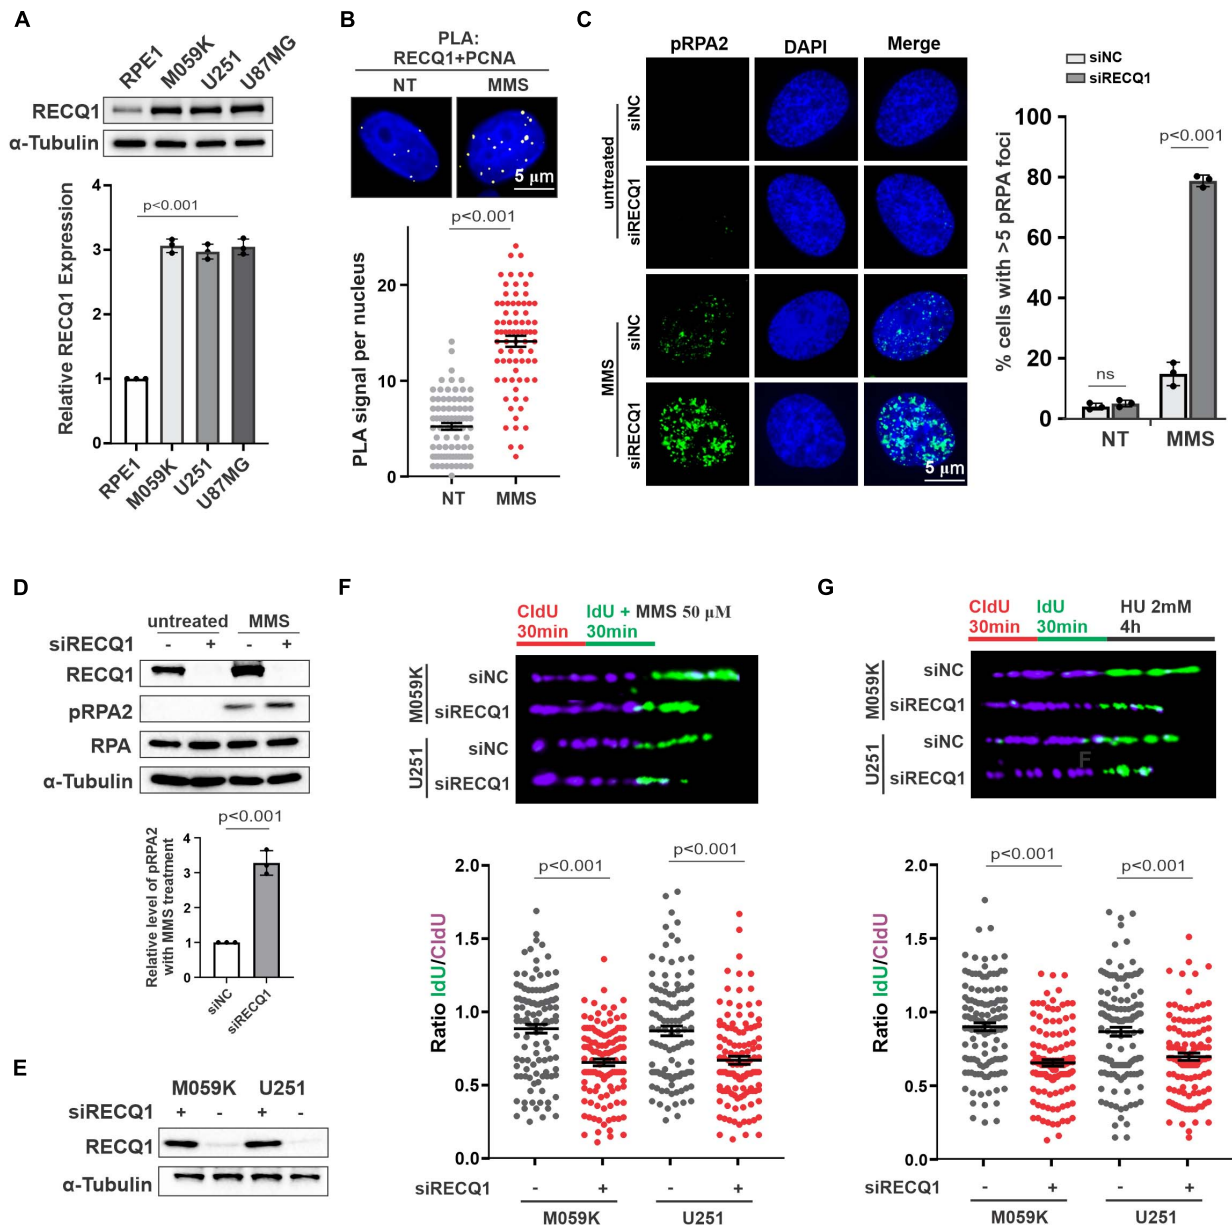 A
RPE1
M059K
U251
U87MG
RECQ1
α-Tubulin
Relative RECQ1 Expression
4
3
2
1
0
p<0.001
RPE1
M059K
U251
U87MG
B
PLA:
RECQ1+PCNA
NT
MMS
5 μm
PLA signal per nucleus
p<0.001
20
10
0
NT
MMS
C
pRPA2
DAPI
Merge
untreated
siNC
siRECQ1
MMS
siNC
siRECQ1
5 μm
siNC
siRECQ1
% cells with >5 pRPA foci
100
80
60
40
20
0
p<0.001
ns
NT
MMS
D
untreated
MMS
siRECQ1
- + - +
RECQ1
pRPA2
RPA
α-Tubulin
Relative level of pRPA2
with MMS treatment
p<0.001
4
3
2
1
0
siNC
siRECQ1
E
M059K
U251
siRECQ1
+ - + -
RECQ1
α-Tubulin
F
CldU
30min
IdU + MMS 50 μM
30min
M059K
siNC
siRECQ1
U251
siNC
siRECQ1
Ratio IdU/CldU
2.0
1.5
1.0
0.5
0.0
p<0.001
p<0.001
siRECQ1
- + - +
M059K
U251
G
CldU
30min
IdU
30min
HU 2mM
4h
M059K
siNC
siRECQ1
U251
siNC
siRECQ1
F
Ratio IdU/CldU
2.0
1.5
1.0
0.5
0.0
p<0.001
p<0.001
siRECQ1
- + - +
M059K
U251